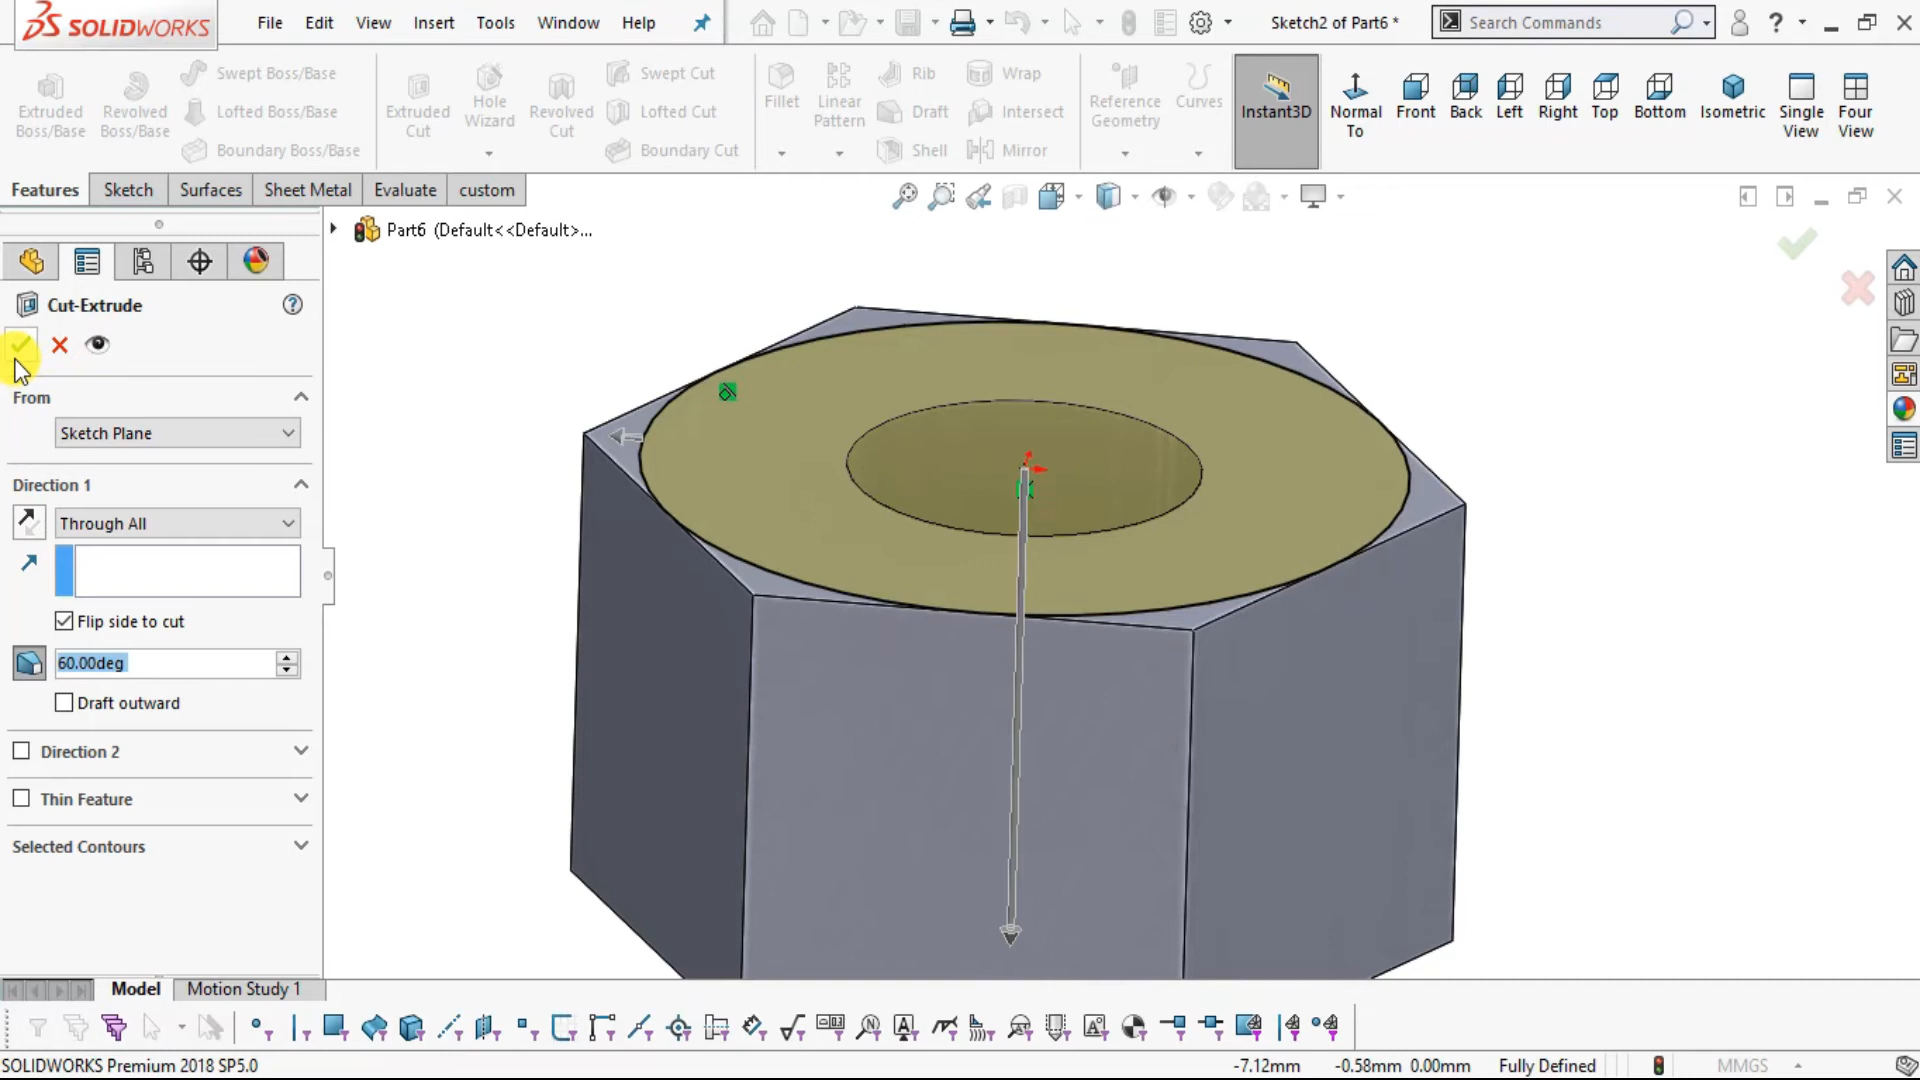 SOLIDWORKS
File Edit View Insert Tools Window Help
Sketch2 of Part6 *
Search Commands
Extruded Boss/Base
Revolved Boss/Base
Swept Boss/Base
Lofted Boss/Base
Boundary Boss/Base
Extruded Cut
Hole Wizard
Revolved Cut
Swept Cut
Lofted Cut
Boundary Cut
Fillet
Linear Pattern
Rib
Draft
Shell
Wrap
Intersect
Mirror
Reference Geometry
Curves
Instant3D
Normal To
Front
Back
Left
Right
Top
Bottom
Isometric
Single View
Four View
Features Sketch Surfaces Sheet Metal Evaluate custom
Part6 (Default<<Default>...
Cut-Extrude
From
Sketch Plane
Direction 1
Through All
Flip side to cut
60.00deg
Draft outward
Direction 2
Thin Feature
Selected Contours
Model Motion Study 1
SOLIDWORKS Premium 2018 SP5.0
-7.12mm -0.58mm 0.00mm Fully Defined
MMGS